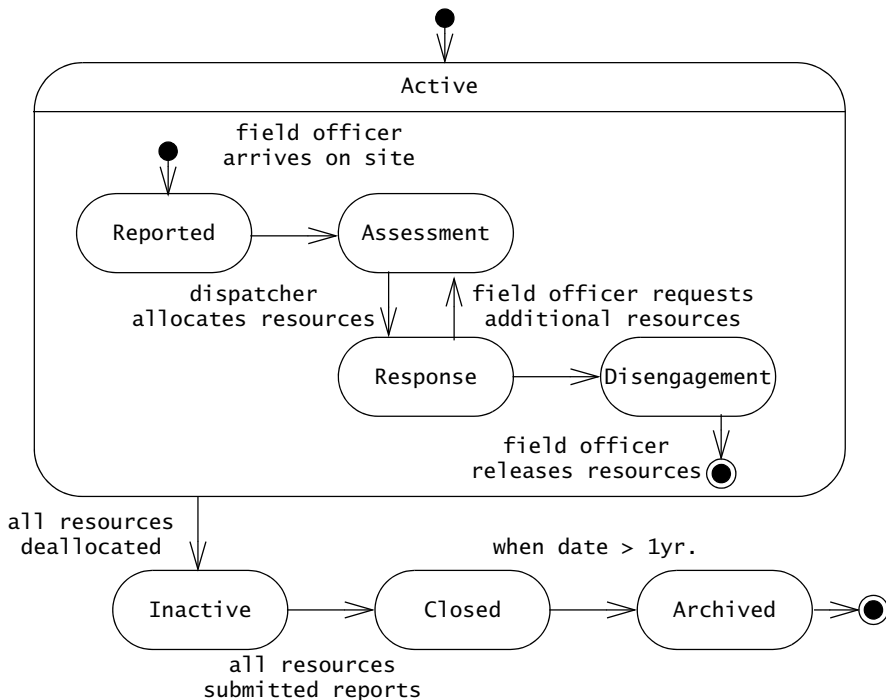 Active
field officer
arrives on site
Reported
Assessment
dispatcher
allocates resources
field officer requests
additional resources
Response
Disengagement
field officer
releases resources
all resources
deallocated
when date > 1yr.
Inactive
Closed
Archived
all resources
submitted reports